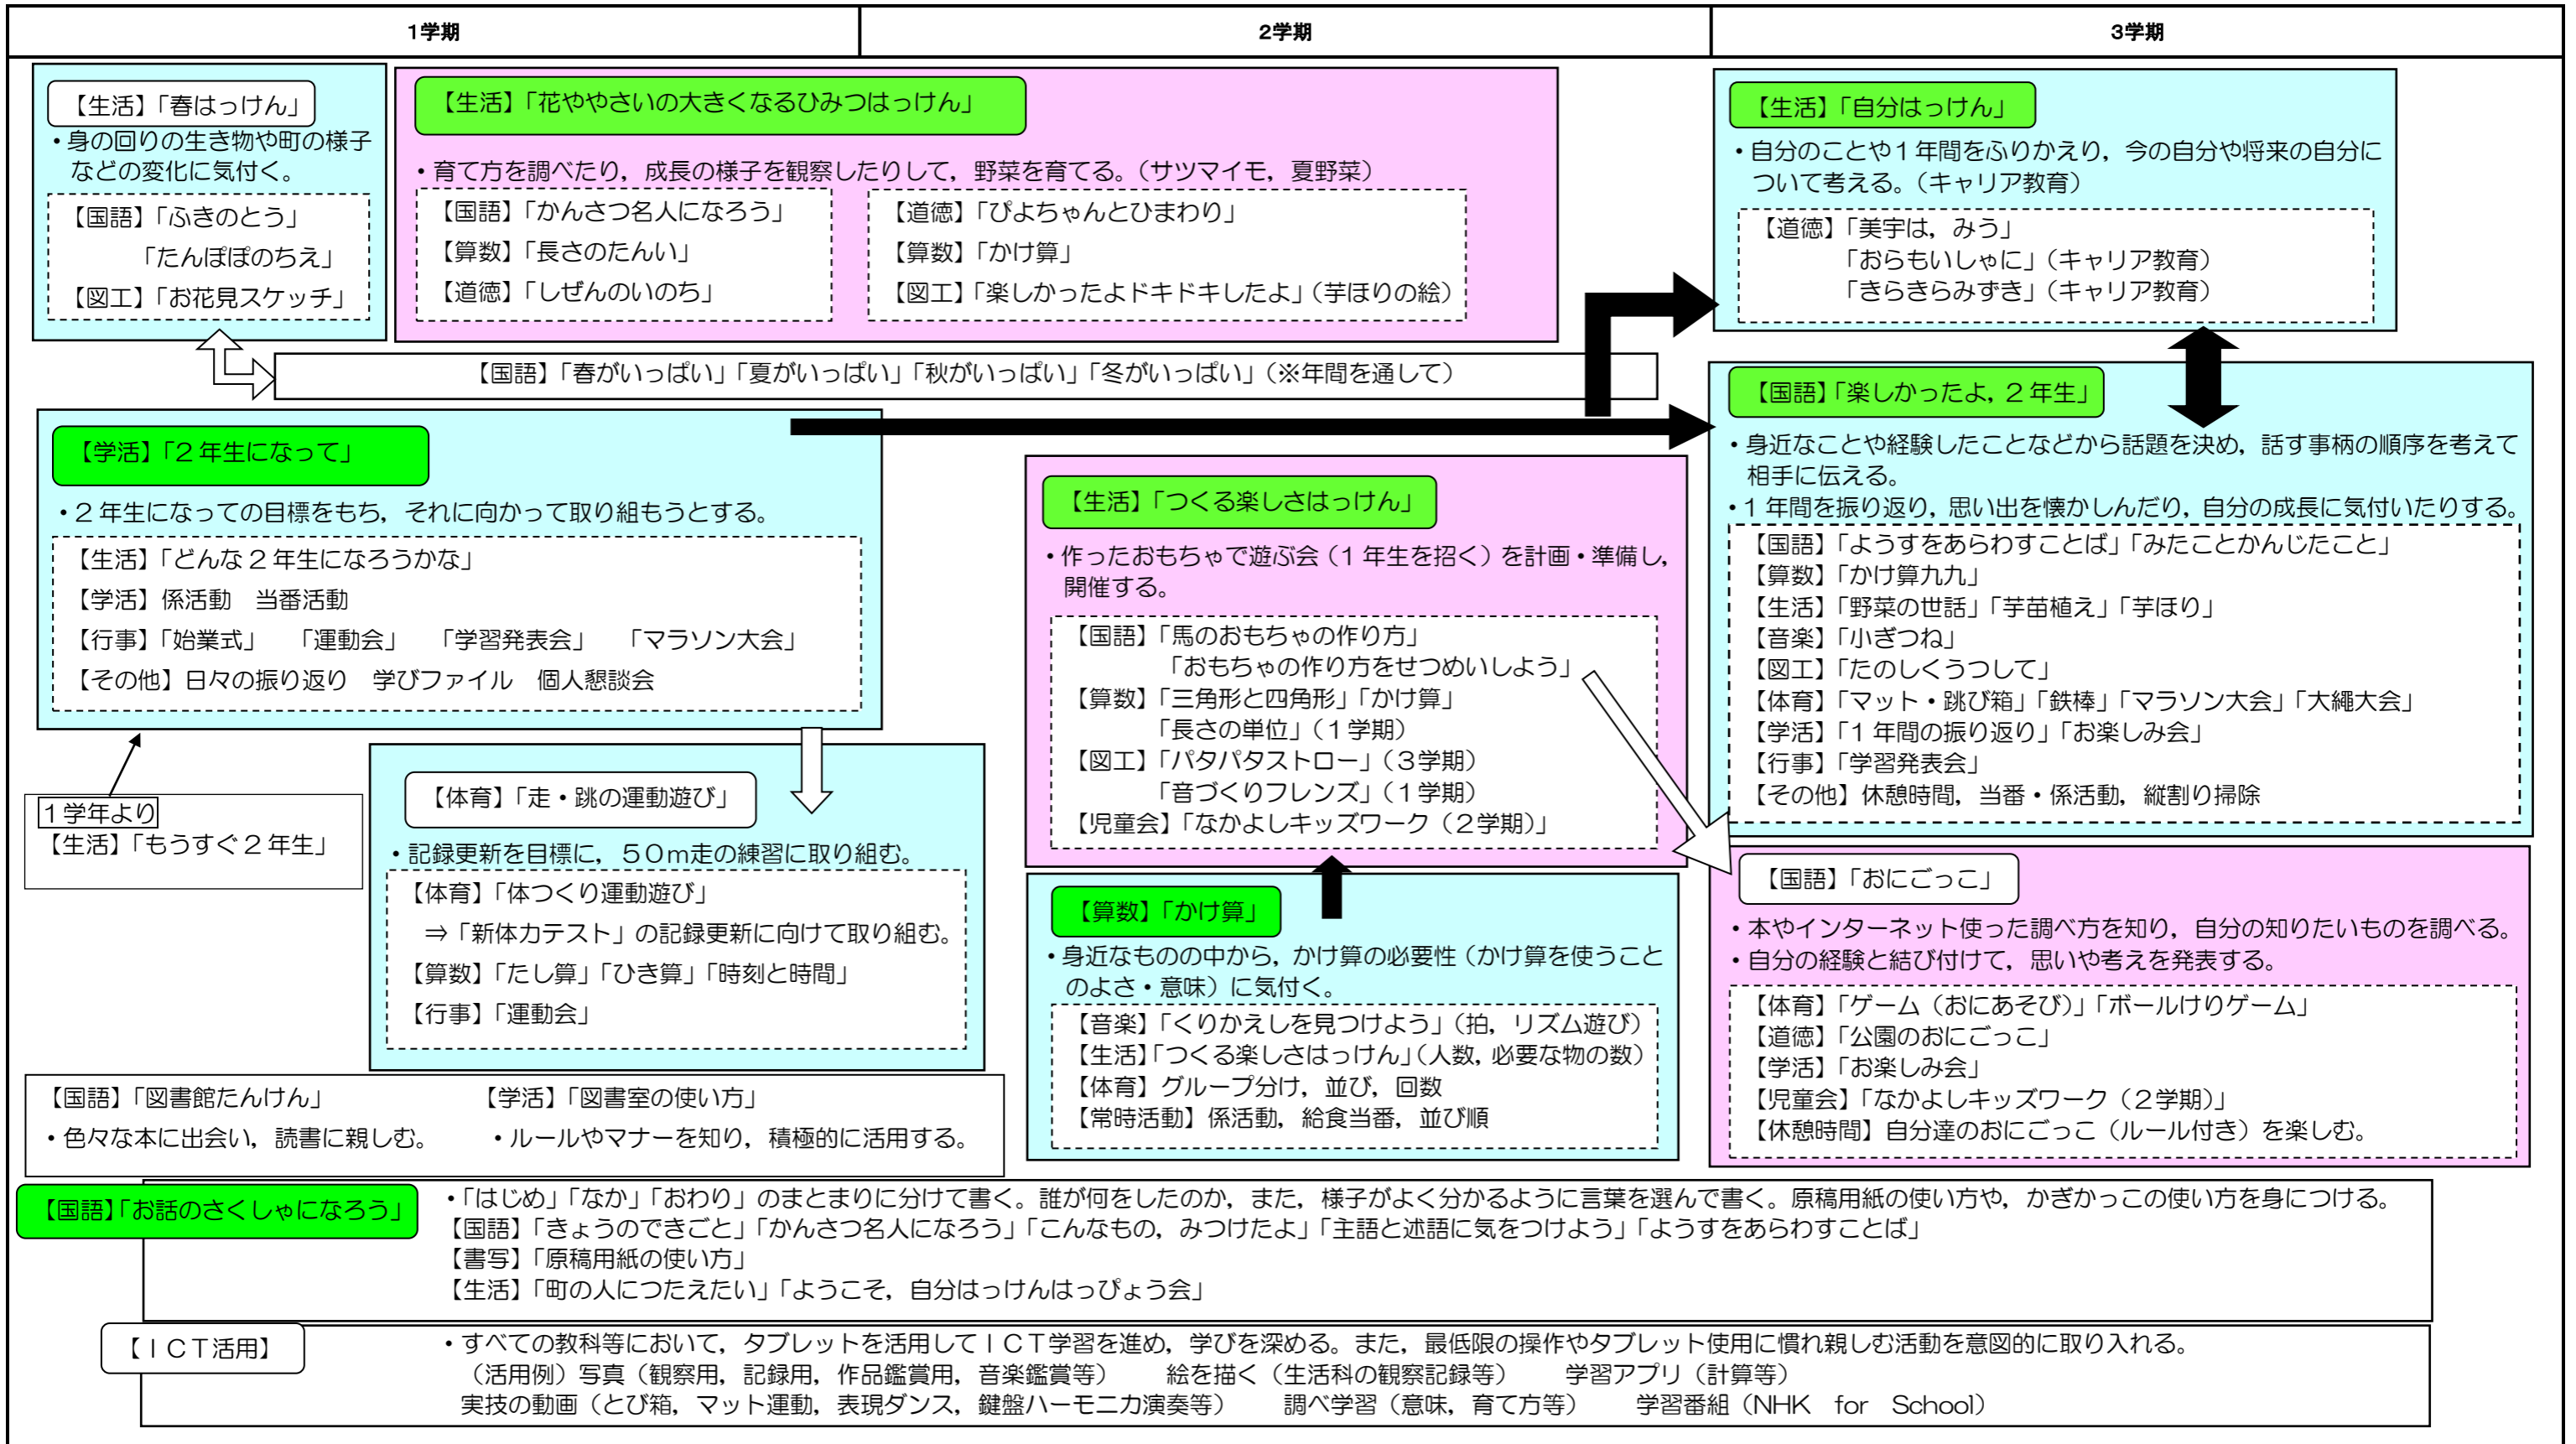 1学期
2学期
3学期
【生活】「春はっけん」
・身の回りの生き物や町の様子
などの変化に気付く。
【国語】「ふきのとう」
「たんぽぽのちえ」
【図工】「お花見スケッチ」
【生活】「花ややさいの大きくなるひみつはっけん」
・育て方を調べたり，成長の様子を観察したりして，野菜を育てる。（サツマイモ，夏野菜）
【国語】「かんさつ名人になろう」
【算数】「長さのたんい」
【道徳】「しぜんのいのち」
【道徳】「ぴよちゃんとひまわり」
【算数】「かけ算」
【図工】「楽しかったよドキドキしたよ」（芋ほりの絵）
【生活】「自分はっけん」
・自分のことや１年間をふりかえり，今の自分や将来の自分に
ついて考える。（キャリア教育）
【道徳】「美宇は，みう」
「おらもいしゃに」（キャリア教育）
「きらきらみずき」（キャリア教育）
【国語】「春がいっぱい」「夏がいっぱい」「秋がいっぱい」「冬がいっぱい」（※年間を通して）
【学活】「２年生になって」
・２年生になっての目標をもち，それに向かって取り組もうとする。
【生活】「どんな２年生になろうかな」
【学活】係活動　当番活動
【行事】「始業式」　「運動会」　「学習発表会」　「マラソン大会」
【その他】日々の振り返り　学びファイル　個人懇談会
１学年より
【生活】「もうすぐ２年生」
【体育】「走・跳の運動遊び」
・記録更新を目標に，５０ｍ走の練習に取り組む。
【体育】「体つくり運動遊び」
⇒「新体力テスト」の記録更新に向けて取り組む。
【算数】「たし算」「ひき算」「時刻と時間」
【行事】「運動会」
【生活】「つくる楽しさはっけん」
・作ったおもちゃで遊ぶ会（１年生を招く）を計画・準備し，
開催する。
【国語】「馬のおもちゃの作り方」
「おもちゃの作り方をせつめいしよう」
【算数】「三角形と四角形」「かけ算」
「長さの単位」（１学期）
【図工】「パタパタストロー」（３学期）
「音づくりフレンズ」（１学期）
【児童会】「なかよしキッズワーク（２学期）」
【算数】「かけ算」
・身近なものの中から，かけ算の必要性（かけ算を使うこと
のよさ・意味）に気付く。
【音楽】「くりかえしを見つけよう」（拍，リズム遊び）
【生活】「つくる楽しさはっけん」（人数，必要な物の数）
【体育】グループ分け，並び，回数
【常時活動】係活動，給食当番，並び順
【国語】「楽しかったよ，２年生」
・身近なことや経験したことなどから話題を決め，話す事柄の順序を考えて
相手に伝える。
・１年間を振り返り，思い出を懐かしんだり，自分の成長に気付いたりする。
【国語】「ようすをあらわすことば」「みたことかんじたこと」
【算数】「かけ算九九」
【生活】「野菜の世話」「芋苗植え」「芋ほり」
【音楽】「小ぎつね」
【図工】「たのしくうつして」
【体育】「マット・跳び箱」「鉄棒」「マラソン大会」「大縄大会」
【学活】「１年間の振り返り」「お楽しみ会」
【行事】「学習発表会」
【その他】休憩時間，当番・係活動，縦割り掃除
【国語】「おにごっこ」
・本やインターネット使った調べ方を知り，自分の知りたいものを調べる。
・自分の経験と結び付けて，思いや考えを発表する。
【体育】「ゲーム（おにあそび）」「ボールけりゲーム」
【道徳】「公園のおにごっこ」
【学活】「お楽しみ会」
【児童会】「なかよしキッズワーク（２学期）」
【休憩時間】自分達のおにごっこ（ルール付き）を楽しむ。
【国語】「図書館たんけん」　【学活】「図書室の使い方」
・色々な本に出会い，読書に親しむ。　・ルールやマナーを知り，積極的に活用する。
【国語】「お話のさくしゃになろう」
・「はじめ」「なか」「おわり」のまとまりに分けて書く。誰が何をしたのか，また，様子がよく分かるように言葉を選んで書く。原稿用紙の使い方や，かぎかっこの使い方を身につける。
【国語】「きょうのできごと」「かんさつ名人になろう」「こんなもの，みつけたよ」「主語と述語に気をつけよう」「ようすをあらわすことば」
【書写】「原稿用紙の使い方」
【生活】「町の人につたえたい」「ようこそ，自分はっけんはっぴょう会」
【ＩＣＴ活用】
・すべての教科等において，タブレットを活用してＩＣＴ学習を進め，学びを深める。また，最低限の操作やタブレット使用に慣れ親しむ活動を意図的に取り入れる。
（活用例）写真（観察用，記録用，作品鑑賞用，音楽鑑賞等）　絵を描く（生活科の観察記録等）　学習アプリ（計算等）
実技の動画（とび箱，マット運動，表現ダンス，鍵盤ハーモニカ演奏等）　調べ学習（意味，育て方等）　学習番組（NHK　for　School）